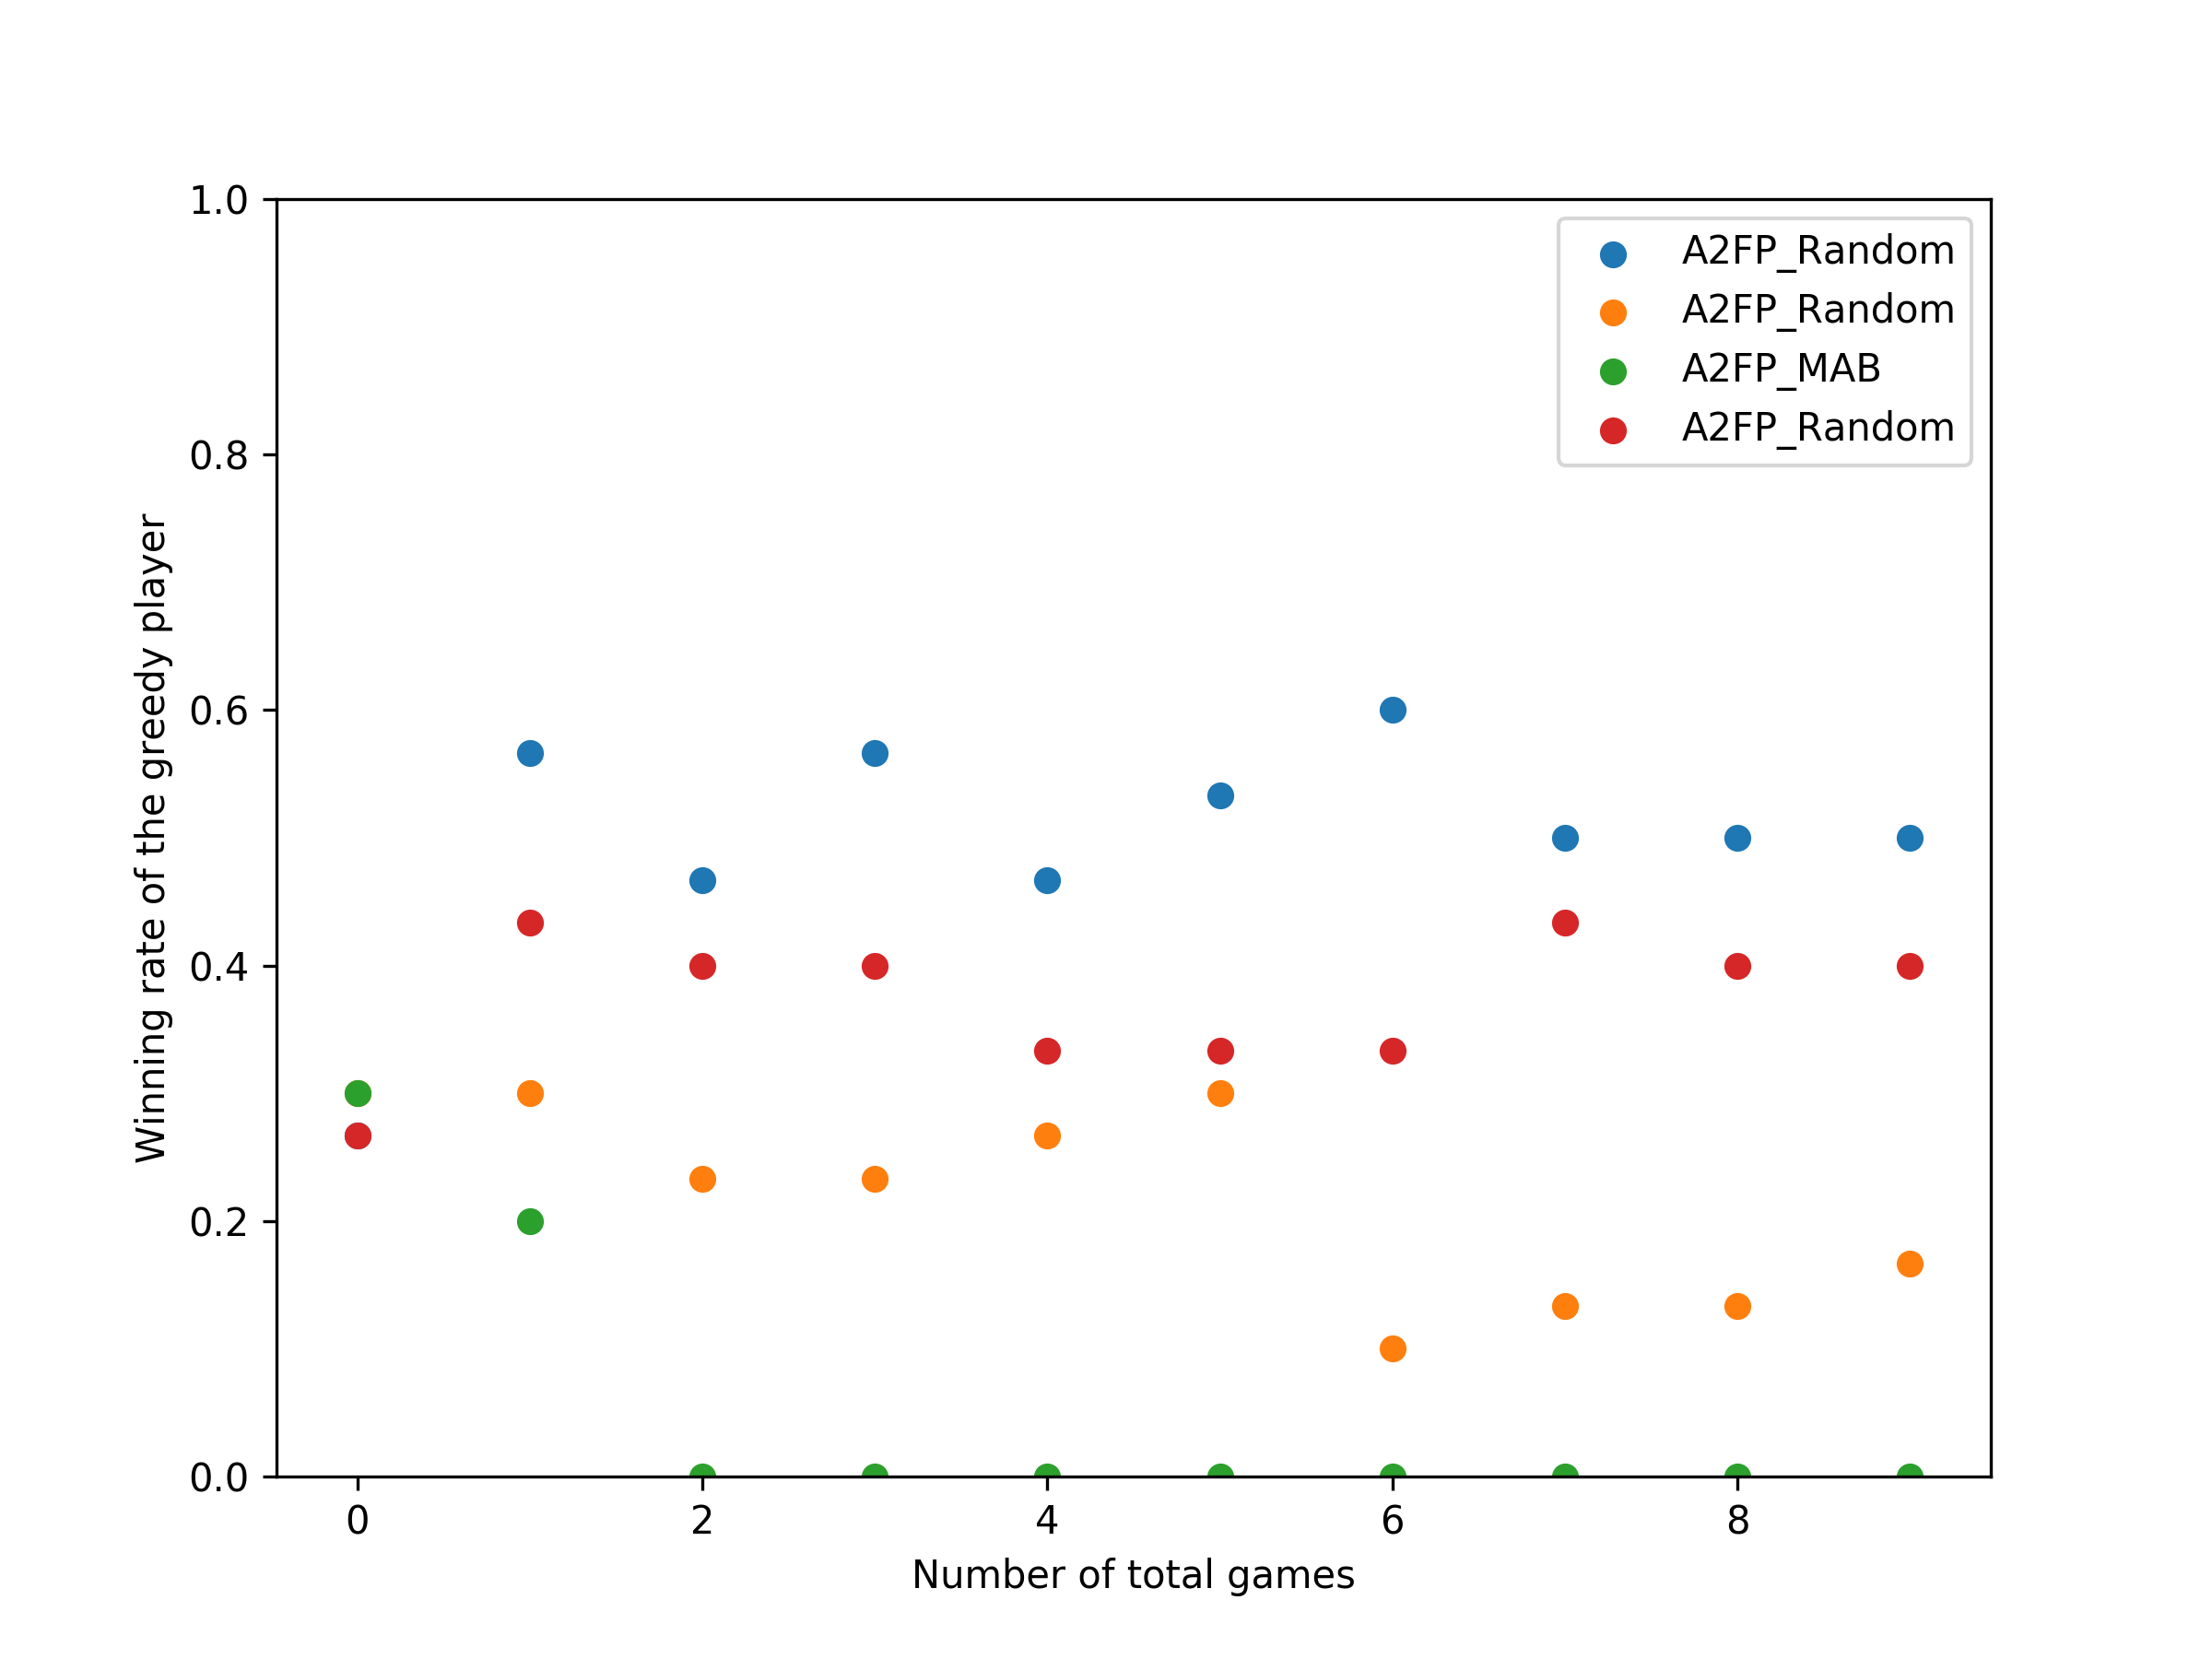 1.0
0.8
0.6
0.4
0.2
0.0
Winning rate of the greedy player
A2FP_Random
A2FP_Random
A2FP_MAB
A2FP_Random
0 2 4 6 8
Number of total games